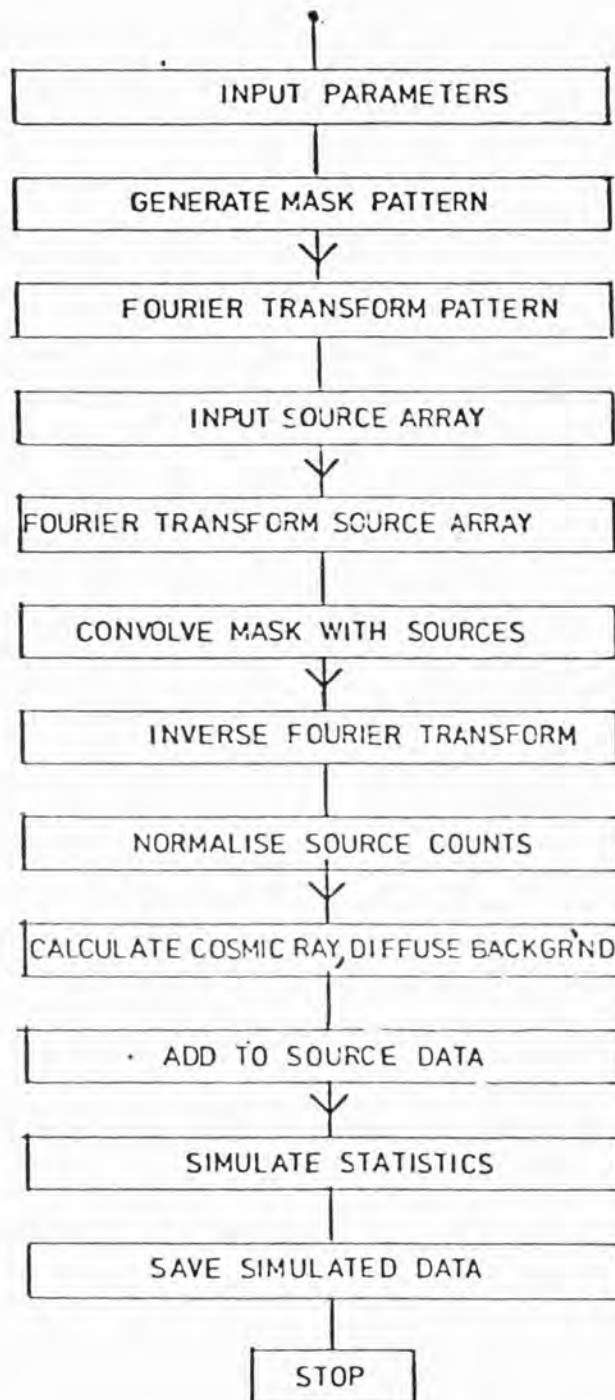 INPUT PARAMETERS
GENERATE MASK PATTERN
FOURIER TRANSFORM PATTERN
INPUT SOURCE ARRAY
FOURIER TRANSFORM SOURCE ARRAY
CONVOLVE MASK WITH SOURCES
INVERSE FOURIER TRANSFORM
NORMALISE SOURCE COUNTS
CALCULATE COSMIC RAY, DIFFUSE BACKGR'ND
ADD TO SOURCE DATA
SIMULATE STATISTICS
SAVE SIMULATED DATA
STOP